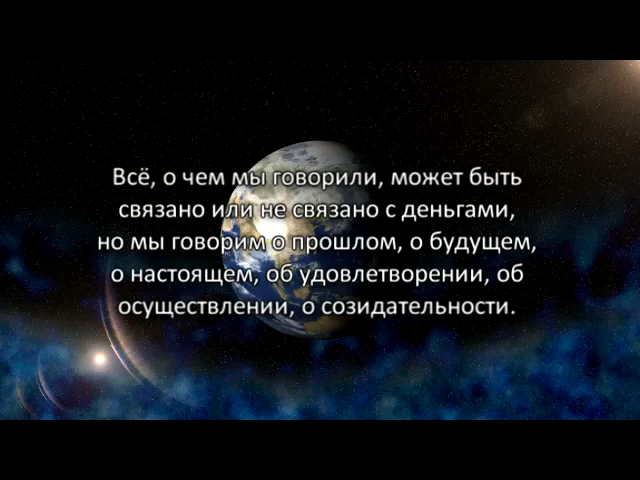 Всё, о чем мы говорили, может быть
связано или не связано с деньгами,
но мы говорим о прошлом, о будущем,
о настоящем, об удовлетворении, об
осуществлении, о созидательности.